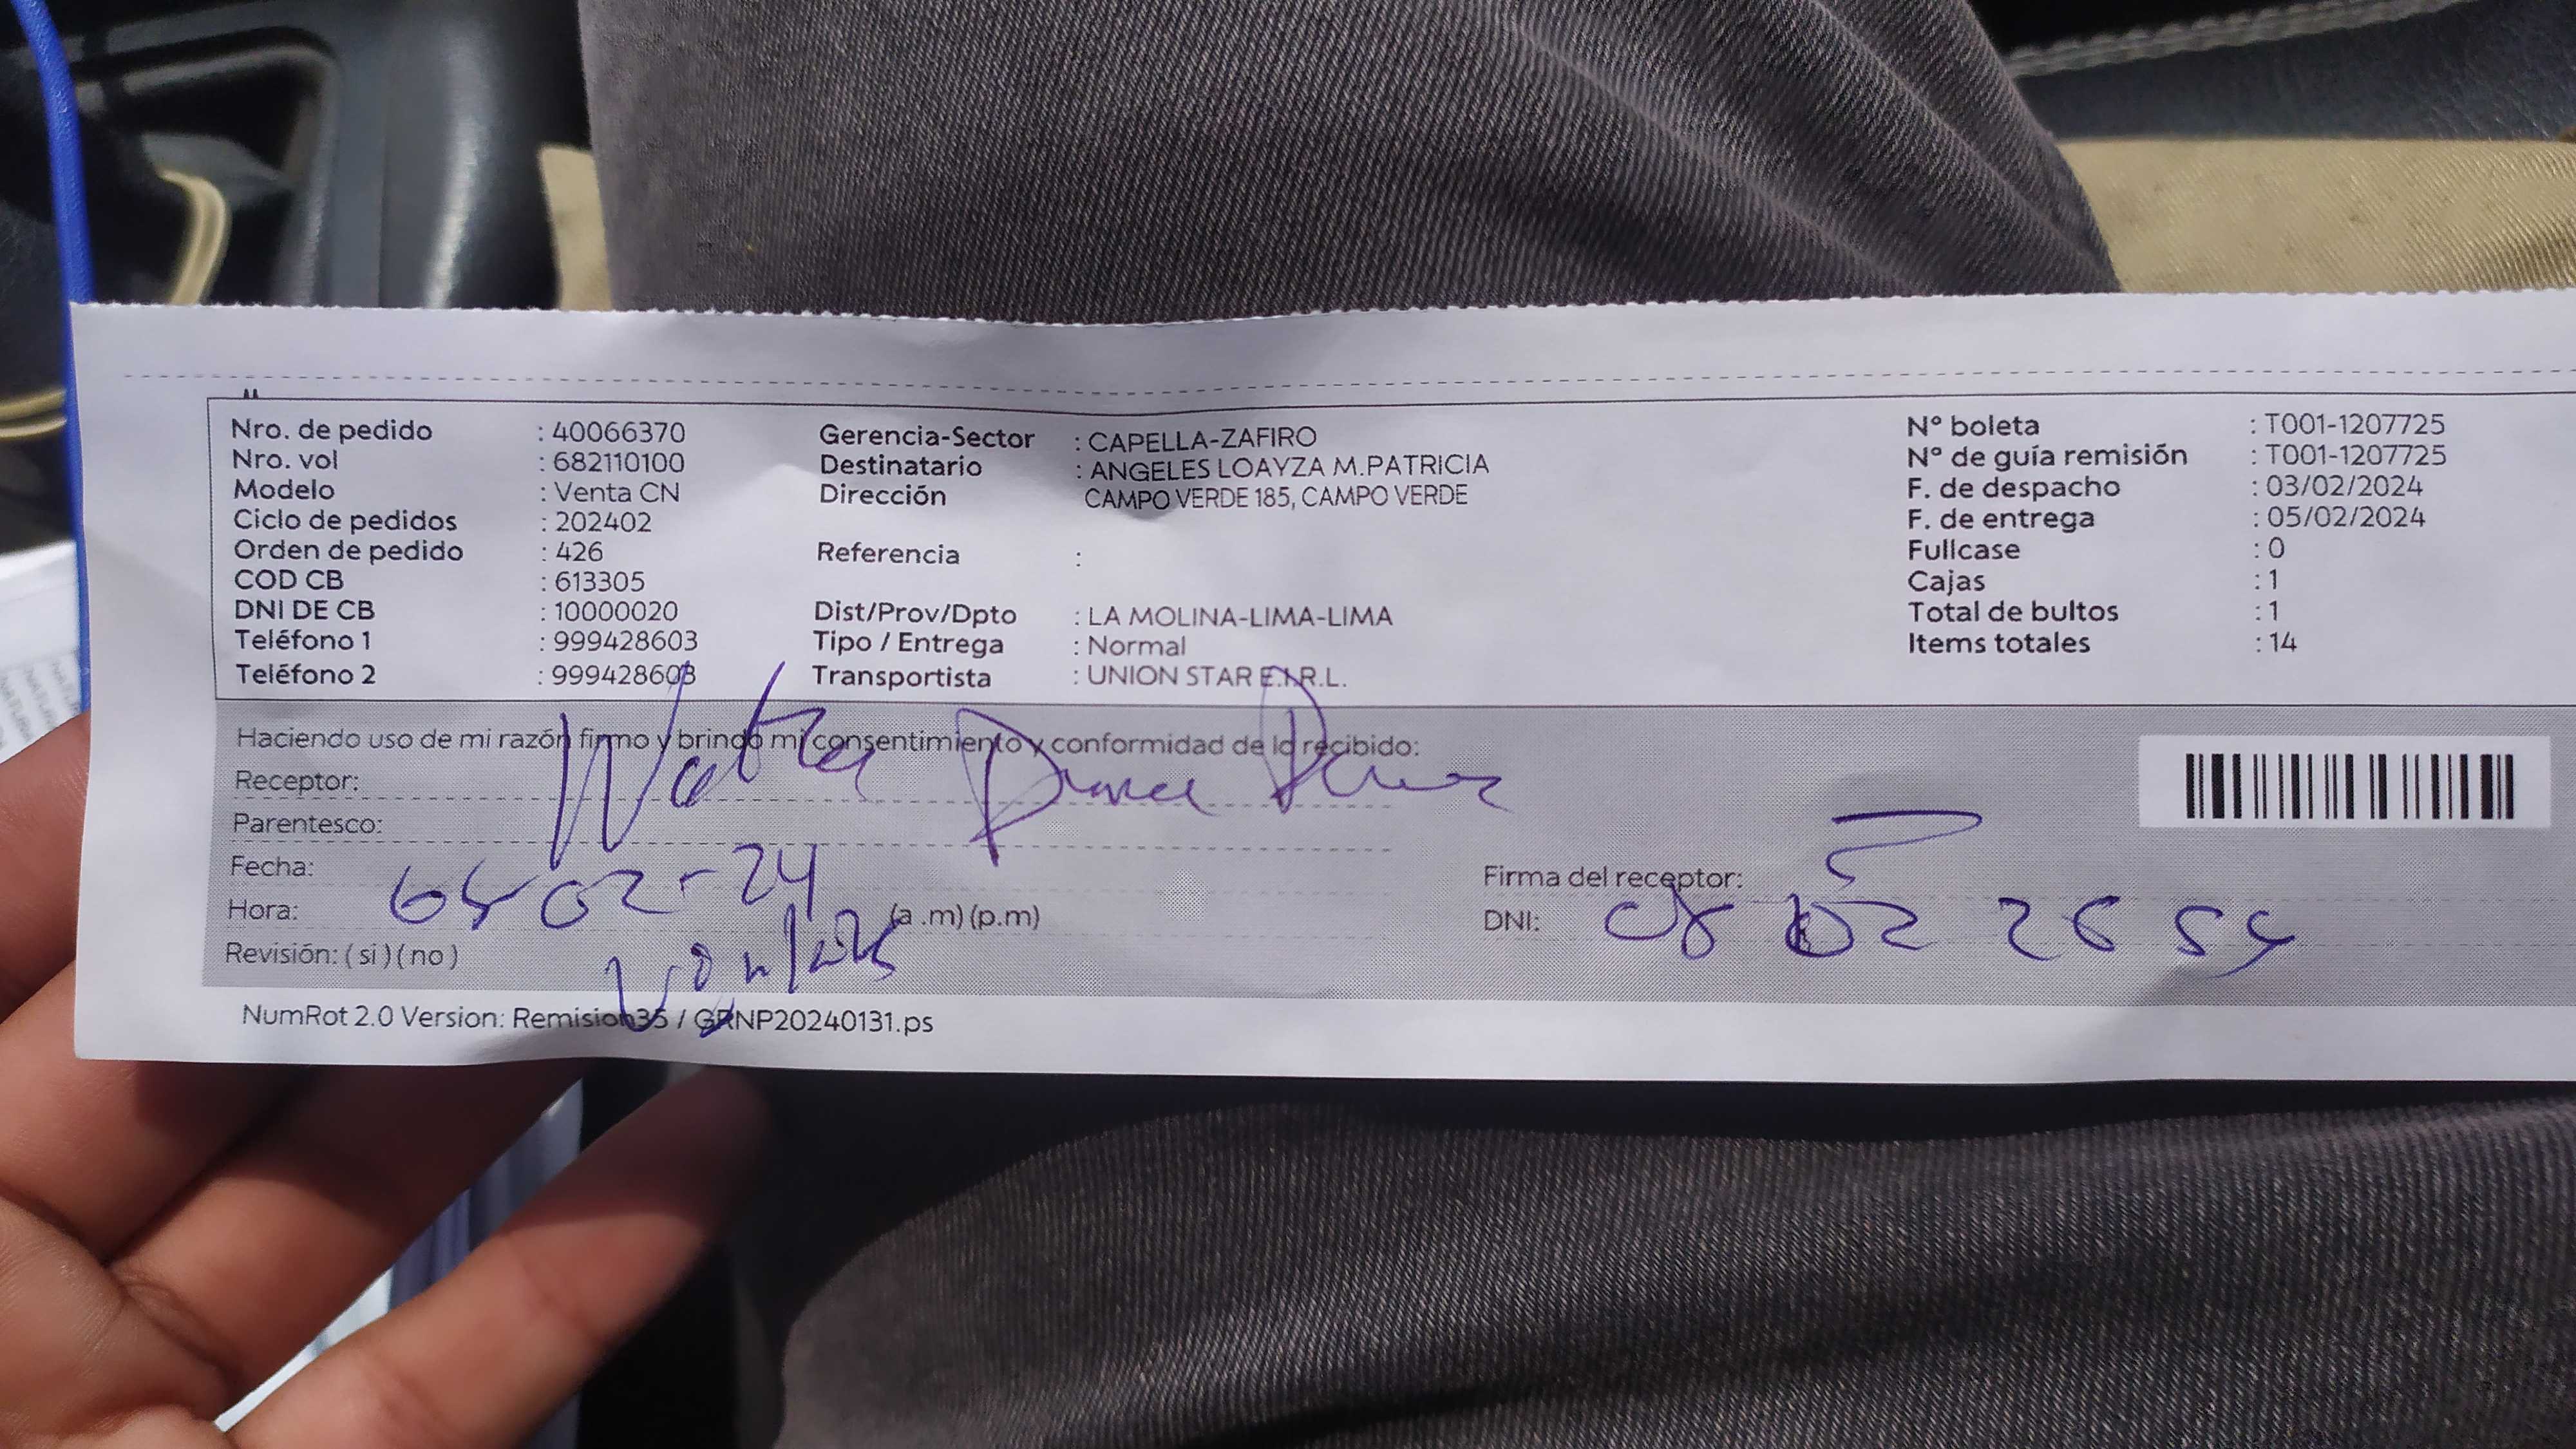 Nro. de pedido : 40066370
Nro. vol : 682110100
Modelo : Venta CN
Ciclo de pedidos : 202402
Orden de pedido : 426
COD CB : 613305
DNI DE CB : 10000020
Teléfono 1 : 999428603
Teléfono 2 : 999428603
Gerencia-Sector : CAPELLA-ZAFIRO
Destinatario : ANGELES LOAYZA M.PATRICIA
Dirección CAMPO VERDE 185, CAMPO VERDE
Referencia :
Dist/Prov/Dpto : LA MOLINA-LIMA-LIMA
Tipo / Entrega : Normal
Transportista : UNION STAR E.I.R.L.
Nº boleta : T001-1207725
Nº de guía remisión : T001-1207725
F. de despacho : 03/02/2024
F. de entrega : 05/02/2024
Fullcase : 0
Cajas : 1
Total de bultos : 1
Items totales : 14
Haciendo uso de mi razón firmo y brindo mi consentimiento y conformidad de lo recibido:
Receptor:
Parentesco:
Fecha: 02-24
Hora: (a .m) (p.m)
Revisión: ( si ) ( no )
Firma del receptor:
DNI:
NumRot 2.0 Version: Remision35 / GRNP20240131.ps